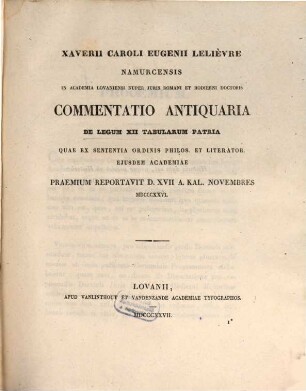 XAVERII CAROLI EUGENII LELIÈVRE
NAMURCENSIS
IN ACADEMIA LOVANIENSI NUPER JURIS ROMANI ET HODIERNI DOCTORIS
COMMENTATIO ANTIQUARIA
DE LEGUM XII TABULARUM PATRIA
QUAE EX SENTENTIA ORDINIS PHILOS. ET LITERATOR.
EJUSDEM ACADEMIAE
PRAEMIUM REPORTAVIT D. XVII A. KAL. NOVEMBRES
MDCCCXXVI.
LOVANII,
APUD VANLINTHOUT ET VANDENZANDE ACADEMIAE TYPOGRAPHOS.
MDCCCXXVII.